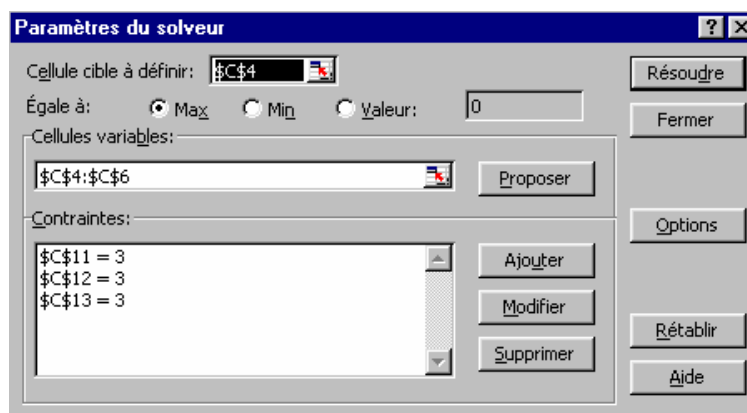 Paramètres du solveur
Cellule cible à définir: $C$4
Résoudre
Égale à: Max Min Valeur: 0
Fermer
Cellules variables:
$C$4:$C$6
Proposer
Contraintes:
Options
$C$11 = 3
$C$12 = 3
$C$13 = 3
Ajouter
Modifier
Supprimer
Rétablir
Aide